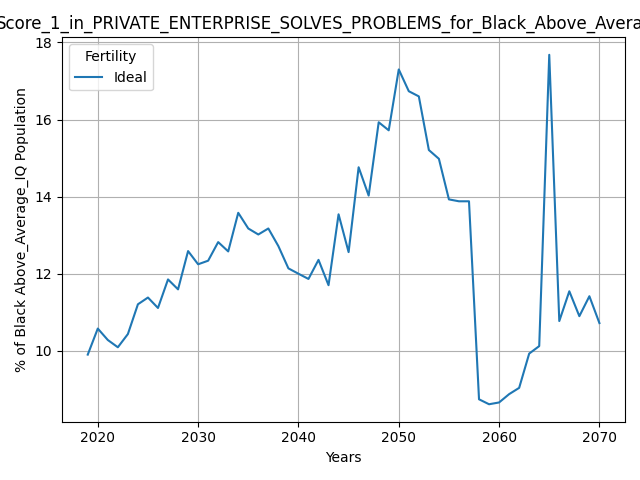 Score_1_in_PRIVATE_ENTERPRISE_SOLVES_PROBLEMS_for_Black_Above_Avera
18
Fertility
Ideal
16
14
12
10
% of Black Above_Average_IQ Population
2020 2030 2040 2050 2060 2070
Years